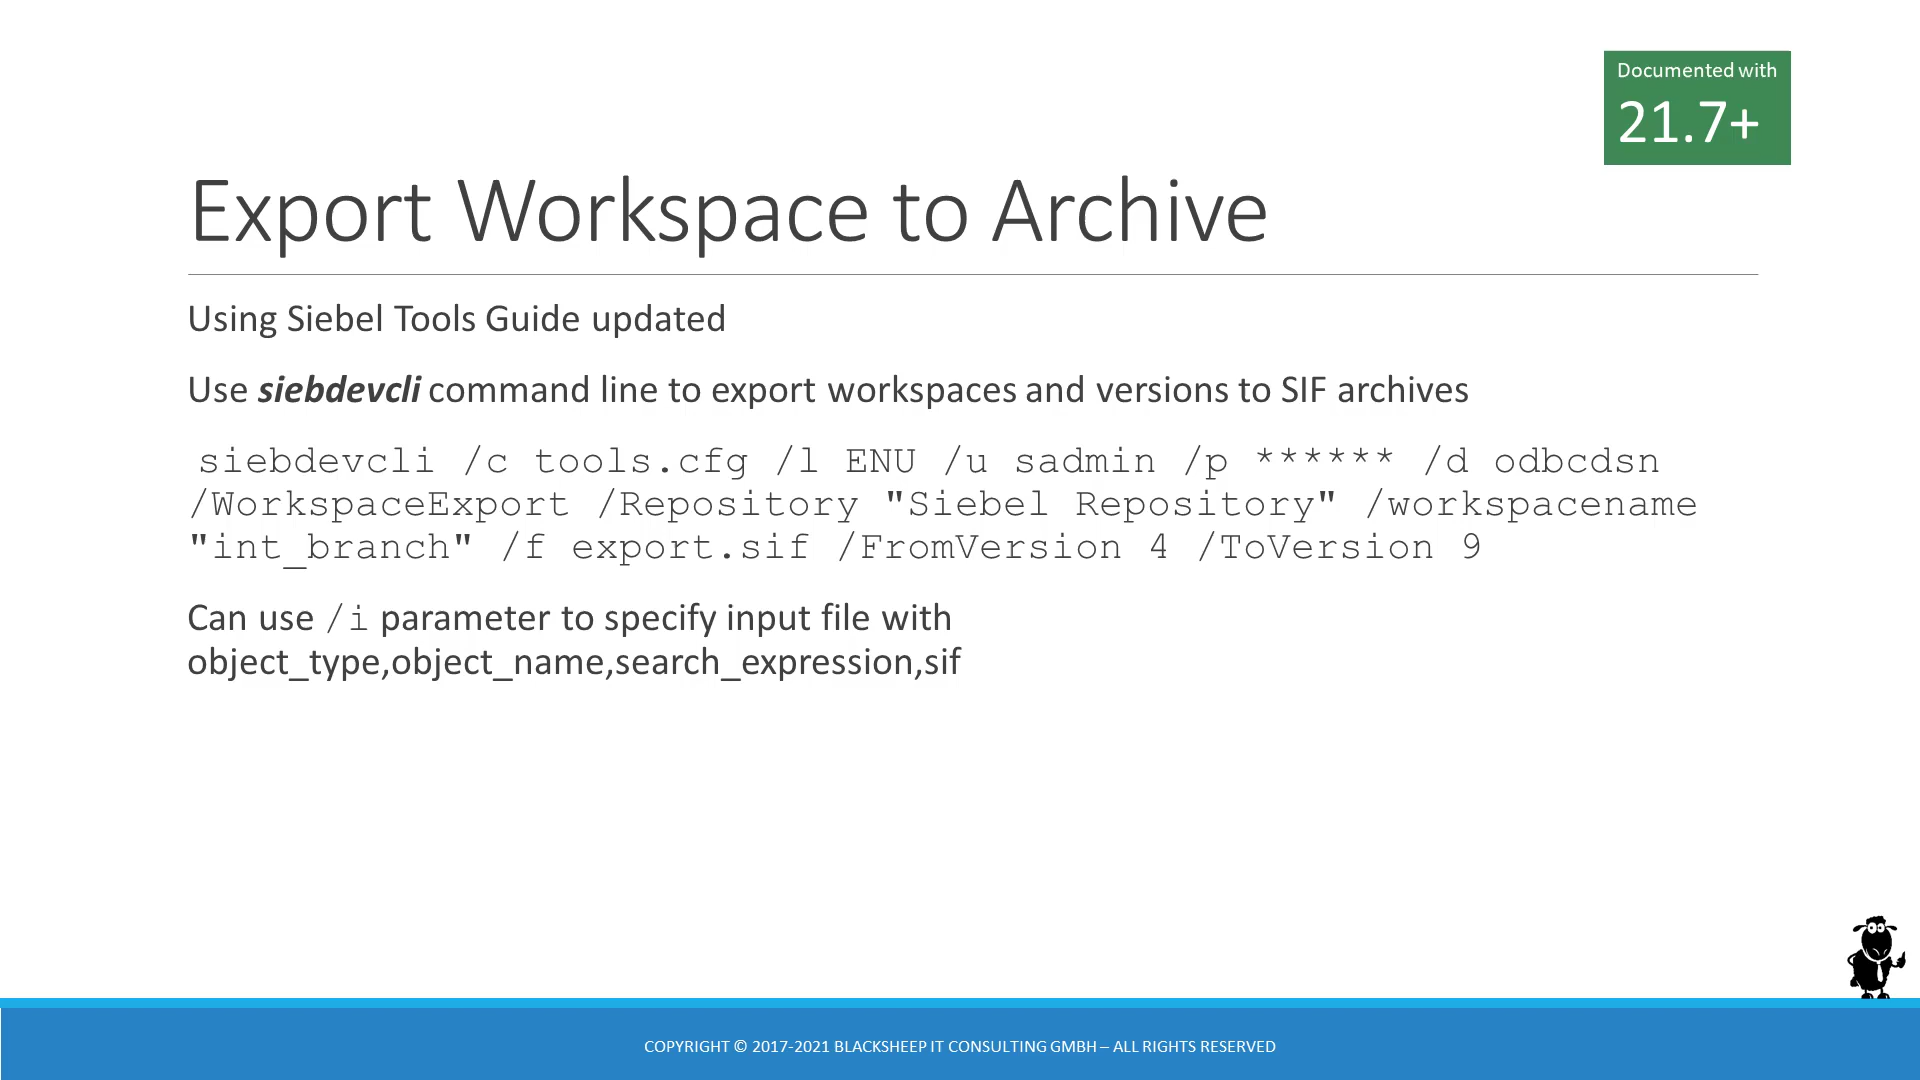 Documented with
21.7+
Export Workspace to Archive
Using Siebel Tools Guide updated
Use siebdevcli command line to export workspaces and versions to SIF archives
siebdevcli /c tools.cfg /l ENU /u sadmin /p ****** /d odbcdsn
/WorkspaceExport /Repository "Siebel Repository" /workspacename
"int_branch" /f export.sif /FromVersion 4 /ToVersion 9
Can use /i parameter to specify input file with
object_type,object_name,search_expression,sif
COPYRIGHT © 2017-2021 BLACKSHEEP IT CONSULTING GMBH – ALL RIGHTS RESERVED